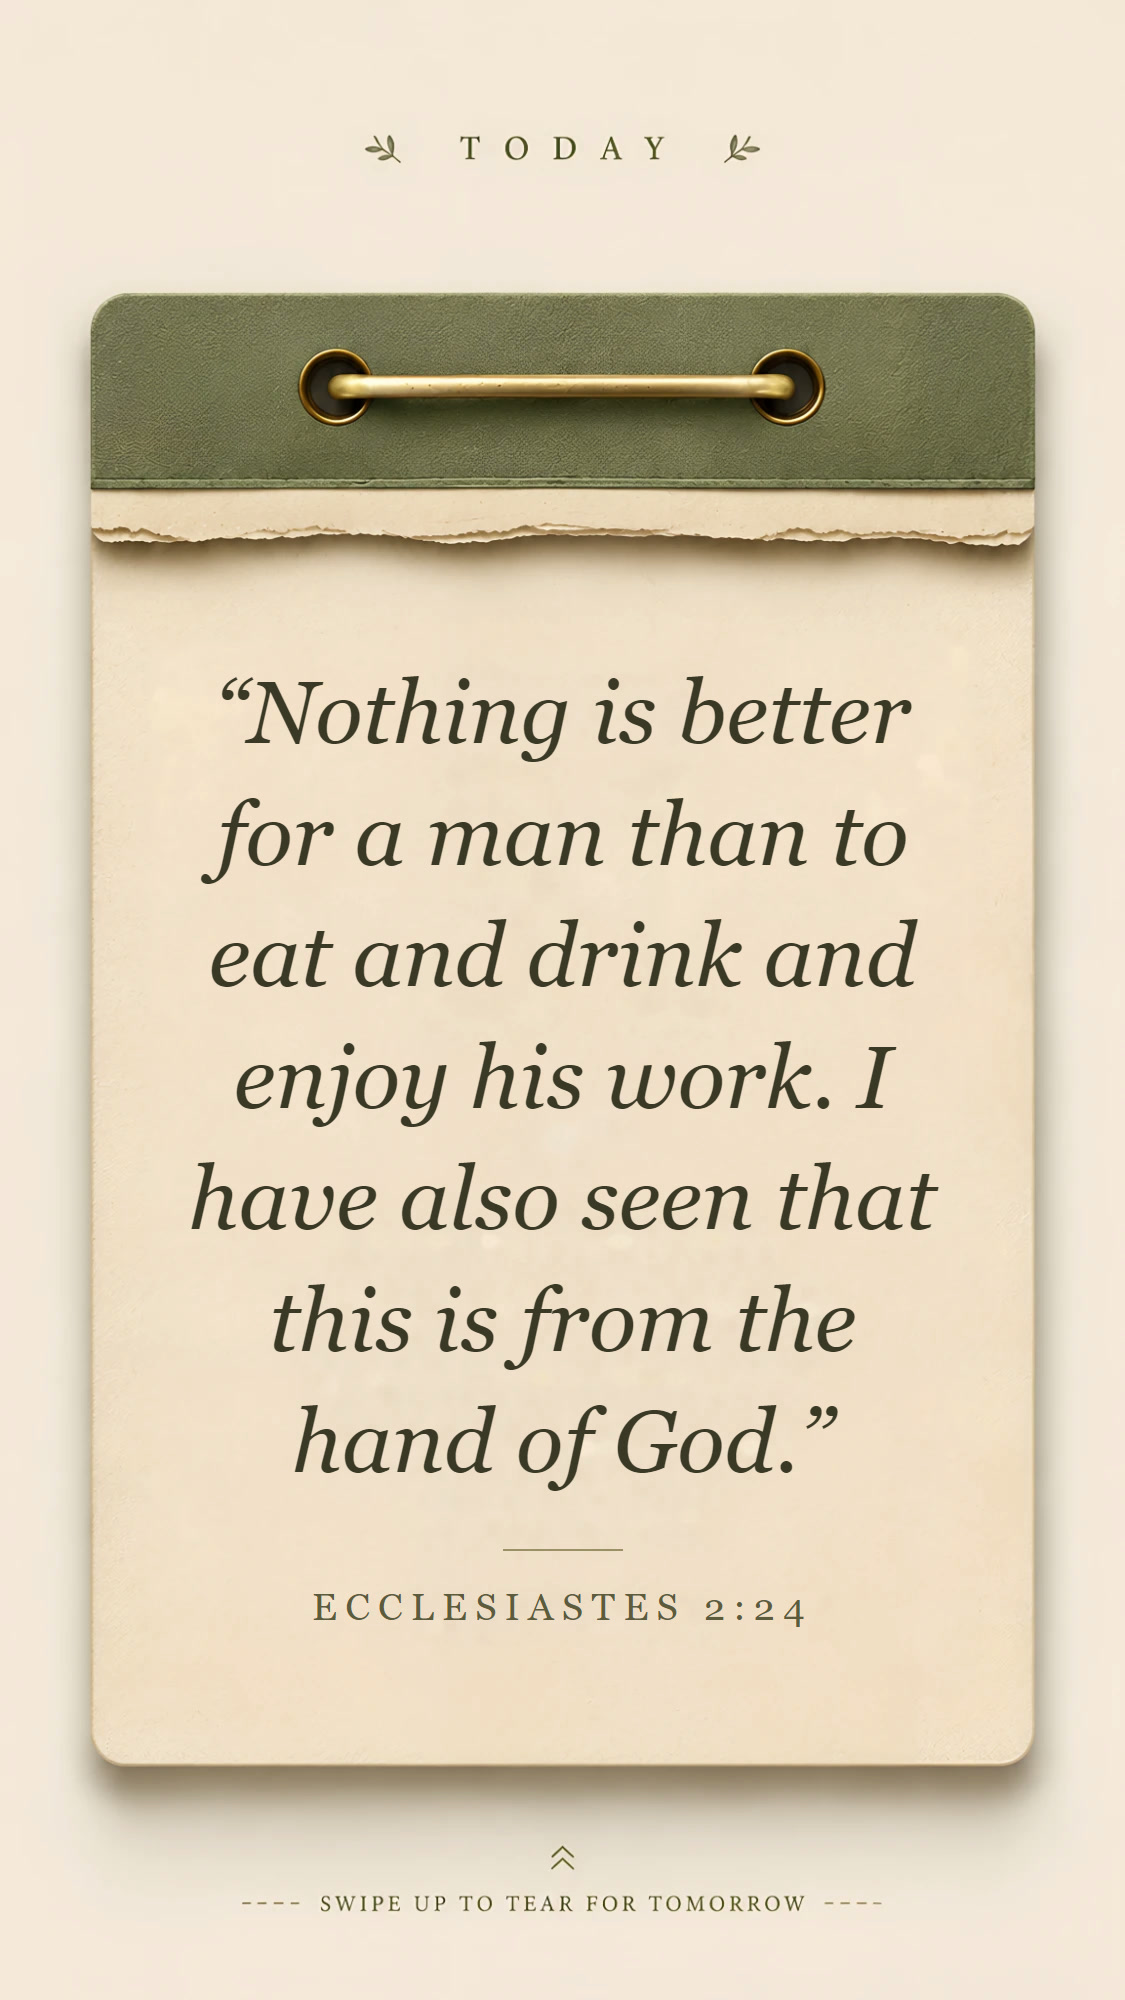 TODAY
“Nothing is better
for a man than to
eat and drink and
enjoy his work. I
have also seen that
this is from the
hand of God.”
ECCLESIASTES 2:24
SWIPE UP TO TEAR FOR TOMORROW